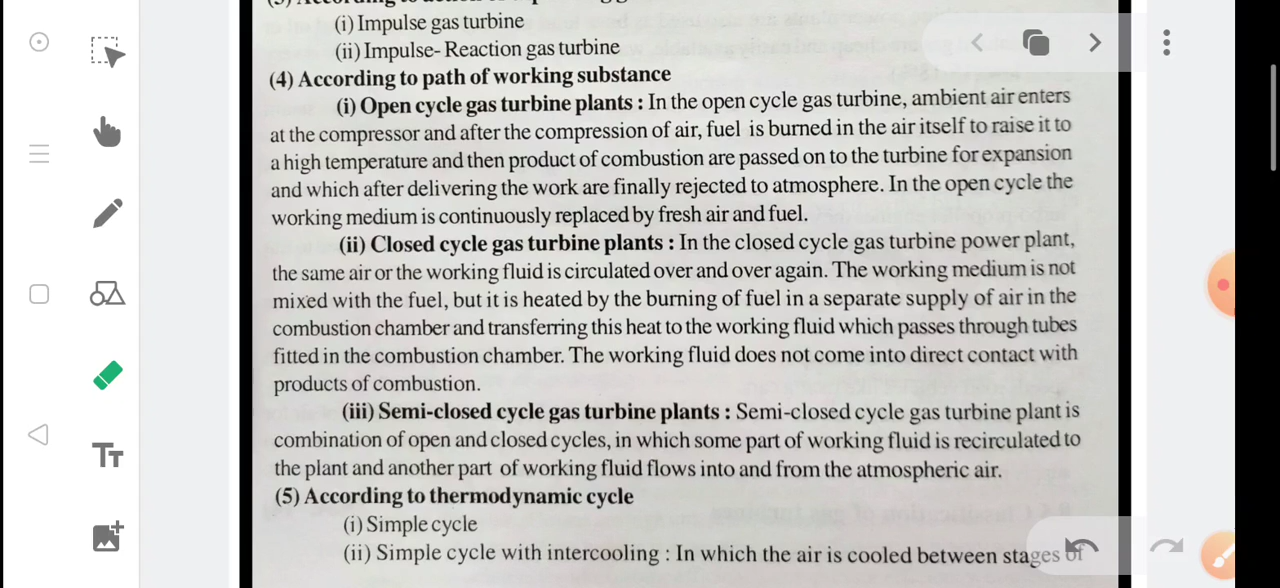 (i) Impulse gas turbine
(ii) Impulse- Reaction gas turbine
(4) According to path of working substance
(i) Open cycle gas turbine plants : In the open cycle gas turbine, ambient air enters
at the compressor and after the compression of air, fuel is burned in the air itself to raise it to
a high temperature and then product of combustion are passed on to the turbine for expansion
and which after delivering the work are finally rejected to atmosphere. In the open cycle the
working medium is continuously replaced by fresh air and fuel.
(ii) Closed cycle gas turbine plants : In the closed cycle gas turbine power plant,
the same air or the working fluid is circulated over and over again. The working medium is not
mixed with the fuel, but it is heated by the burning of fuel in a separate supply of air in the
combustion chamber and transferring this heat to the working fluid which passes through tubes
fitted in the combustion chamber. The working fluid does not come into direct contact with
products of combustion.
(iii) Semi-closed cycle gas turbine plants : Semi-closed cycle gas turbine plant is
combination of open and closed cycles, in which some part of working fluid is recirculated to
the plant and another part of working fluid flows into and from the atmospheric air.
(5) According to thermodynamic cycle
(i) Simple cycle
(ii) Simple cycle with intercooling : In which the air is cooled between stages of
TT